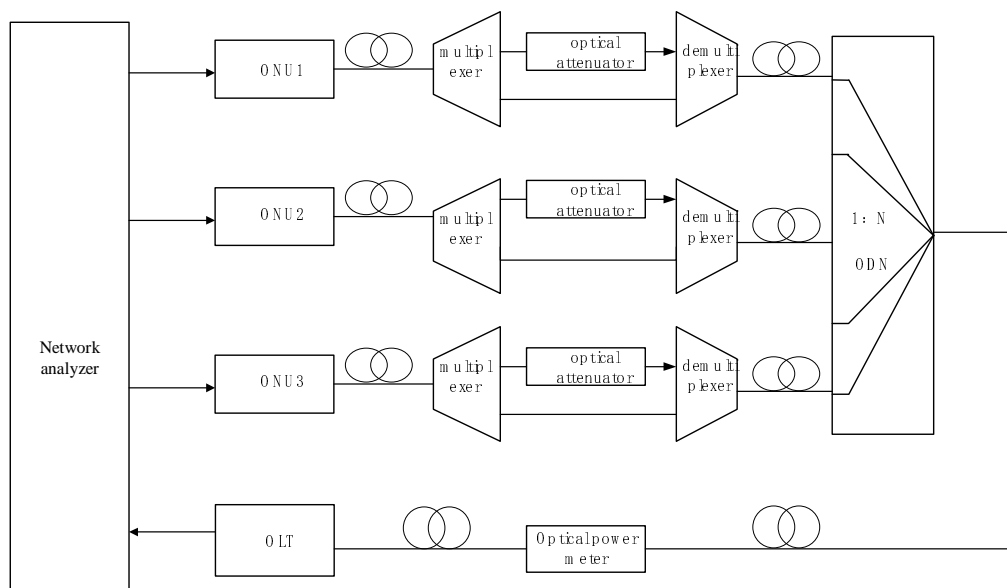 ONU1
multipl
exer
optical
attenuator
demulti
plexer
ONU2
multipl
exer
optical
attenuator
demulti
plexer
1: N
ODN
Network
analyzer
ONU3
multipl
exer
optical
attenuator
demulti
plexer
OLT
Opticalpower
meter